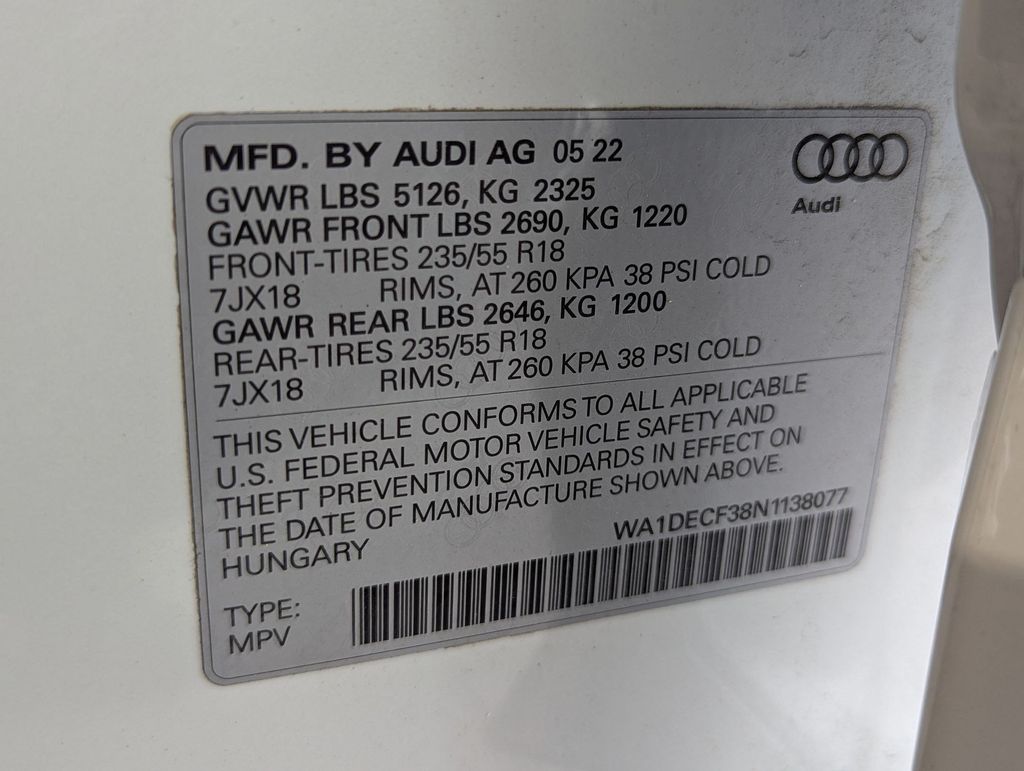 MFD. BY AUDI AG 05 22
Audi
GVWR LBS 5126, KG 2325
GAWR FRONT LBS 2690, KG 1220
FRONT-TIRES 235/55 R18
7JX18 RIMS, AT 260 KPA 38 PSI COLD
GAWR REAR LBS 2646, KG 1200
REAR-TIRES 235/55 R18
7JX18 RIMS, AT 260 KPA 38 PSI COLD
THIS VEHICLE CONFORMS TO ALL APPLICABLE
U.S. FEDERAL MOTOR VEHICLE SAFETY AND
THEFT PREVENTION STANDARDS IN EFFECT ON
THE DATE OF MANUFACTURE SHOWN ABOVE.
HUNGARY
WA1DECF38N1138077
TYPE:
MPV